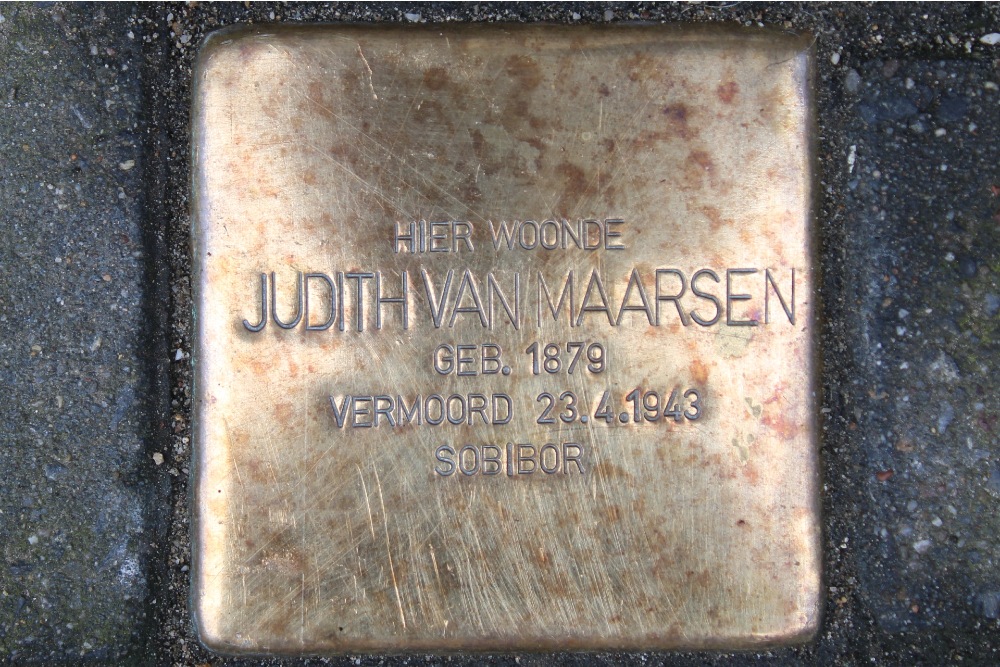 HIER WOONDE
JUDITH VAN MAARSEN
GEB. 1879
VERMOORD 23.4.1943
SOBIBOR